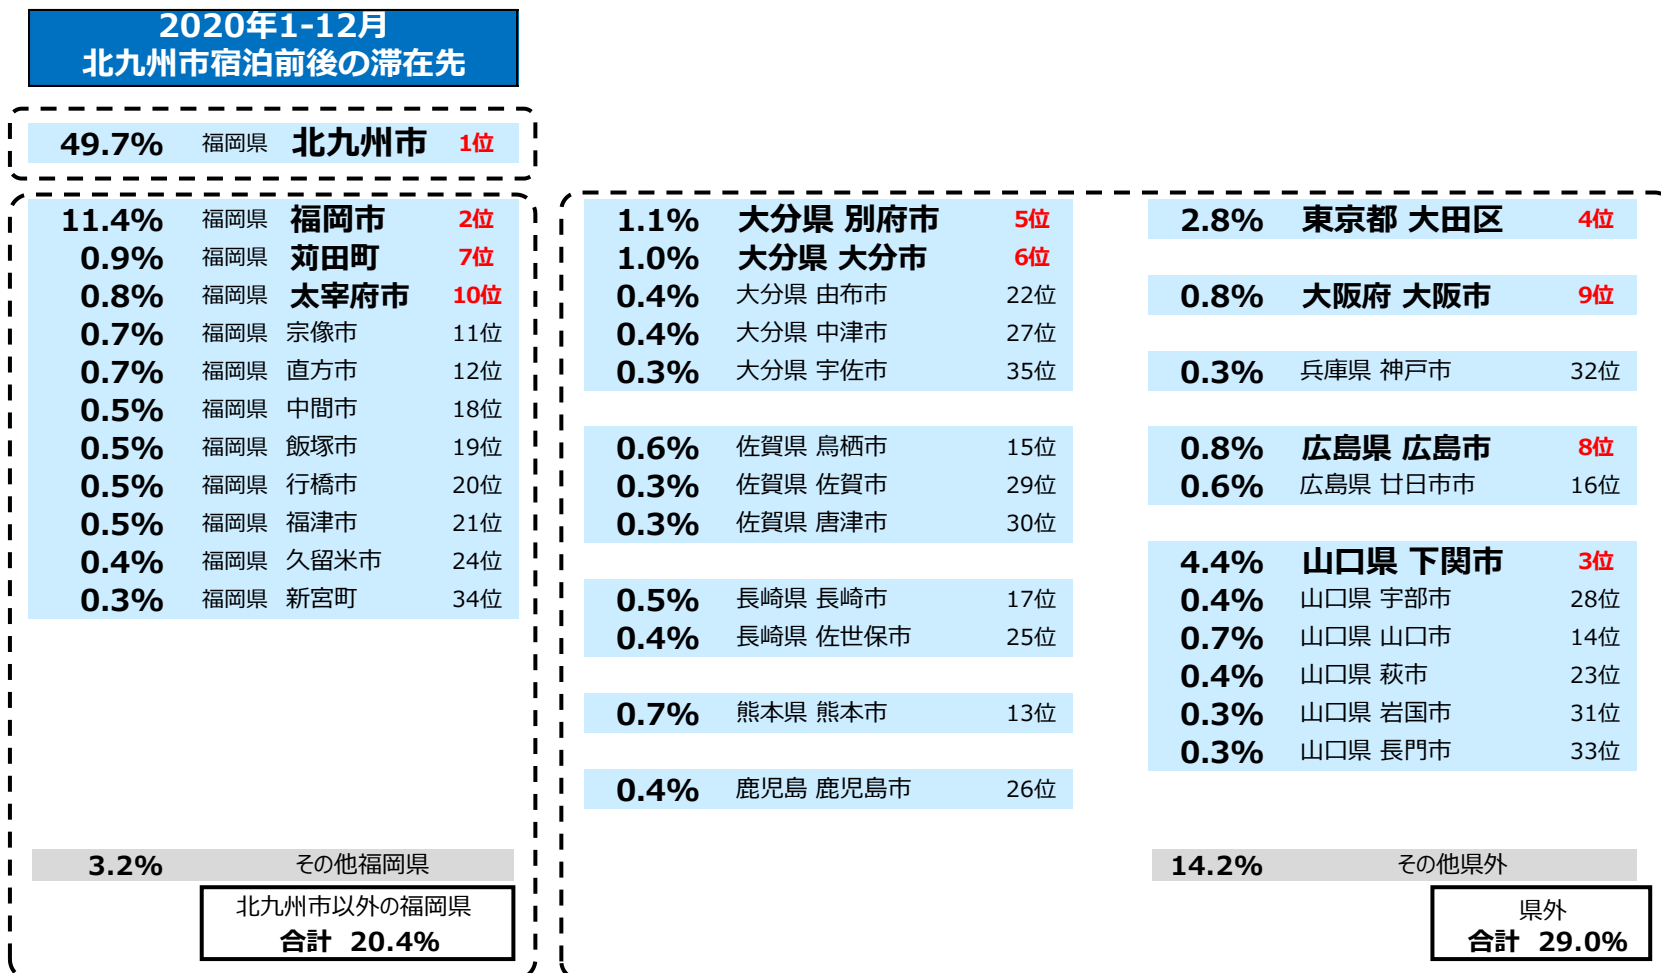 2020年1-12月
北九州市宿泊前後の滞在先
49.7% 福岡県 北九州市 1位
11.4% 福岡県 福岡市 2位
0.9% 福岡県 苅田町 7位
0.8% 福岡県 太宰府市 10位
0.7% 福岡県 宗像市 11位
0.7% 福岡県 直方市 12位
0.5% 福岡県 中間市 18位
0.5% 福岡県 飯塚市 19位
0.5% 福岡県 行橋市 20位
0.5% 福岡県 福津市 21位
0.4% 福岡県 久留米市 24位
0.3% 福岡県 新宮町 34位
3.2% その他福岡県
北九州市以外の福岡県
合計 20.4%
1.1% 大分県 別府市 5位
1.0% 大分県 大分市 6位
0.4% 大分県 由布市 22位
0.4% 大分県 中津市 27位
0.3% 大分県 宇佐市 35位
0.6% 佐賀県 鳥栖市 15位
0.3% 佐賀県 佐賀市 29位
0.3% 佐賀県 唐津市 30位
0.5% 長崎県 長崎市 17位
0.4% 長崎県 佐世保市 25位
0.7% 熊本県 熊本市 13位
0.4% 鹿児島 鹿児島市 26位
2.8% 東京都 大田区 4位
0.8% 大阪府 大阪市 9位
0.3% 兵庫県 神戸市 32位
0.8% 広島県 広島市 8位
0.6% 広島県 廿日市市 16位
4.4% 山口県 下関市 3位
0.4% 山口県 宇部市 28位
0.7% 山口県 山口市 14位
0.4% 山口県 萩市 23位
0.3% 山口県 岩国市 31位
0.3% 山口県 長門市 33位
14.2% その他県外
県外
合計 29.0%